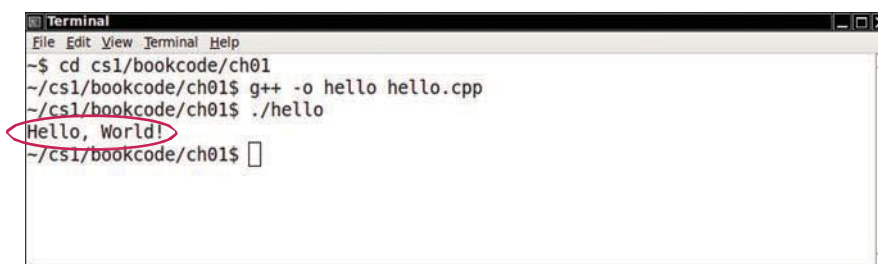 Terminal
File Edit View Terminal Help
~$ cd cs1/bookcode/ch01
~/cs1/bookcode/ch01$ g++ -o hello hello.cpp
~/cs1/bookcode/ch01$ ./hello
Hello, World!
~/cs1/bookcode/ch01$